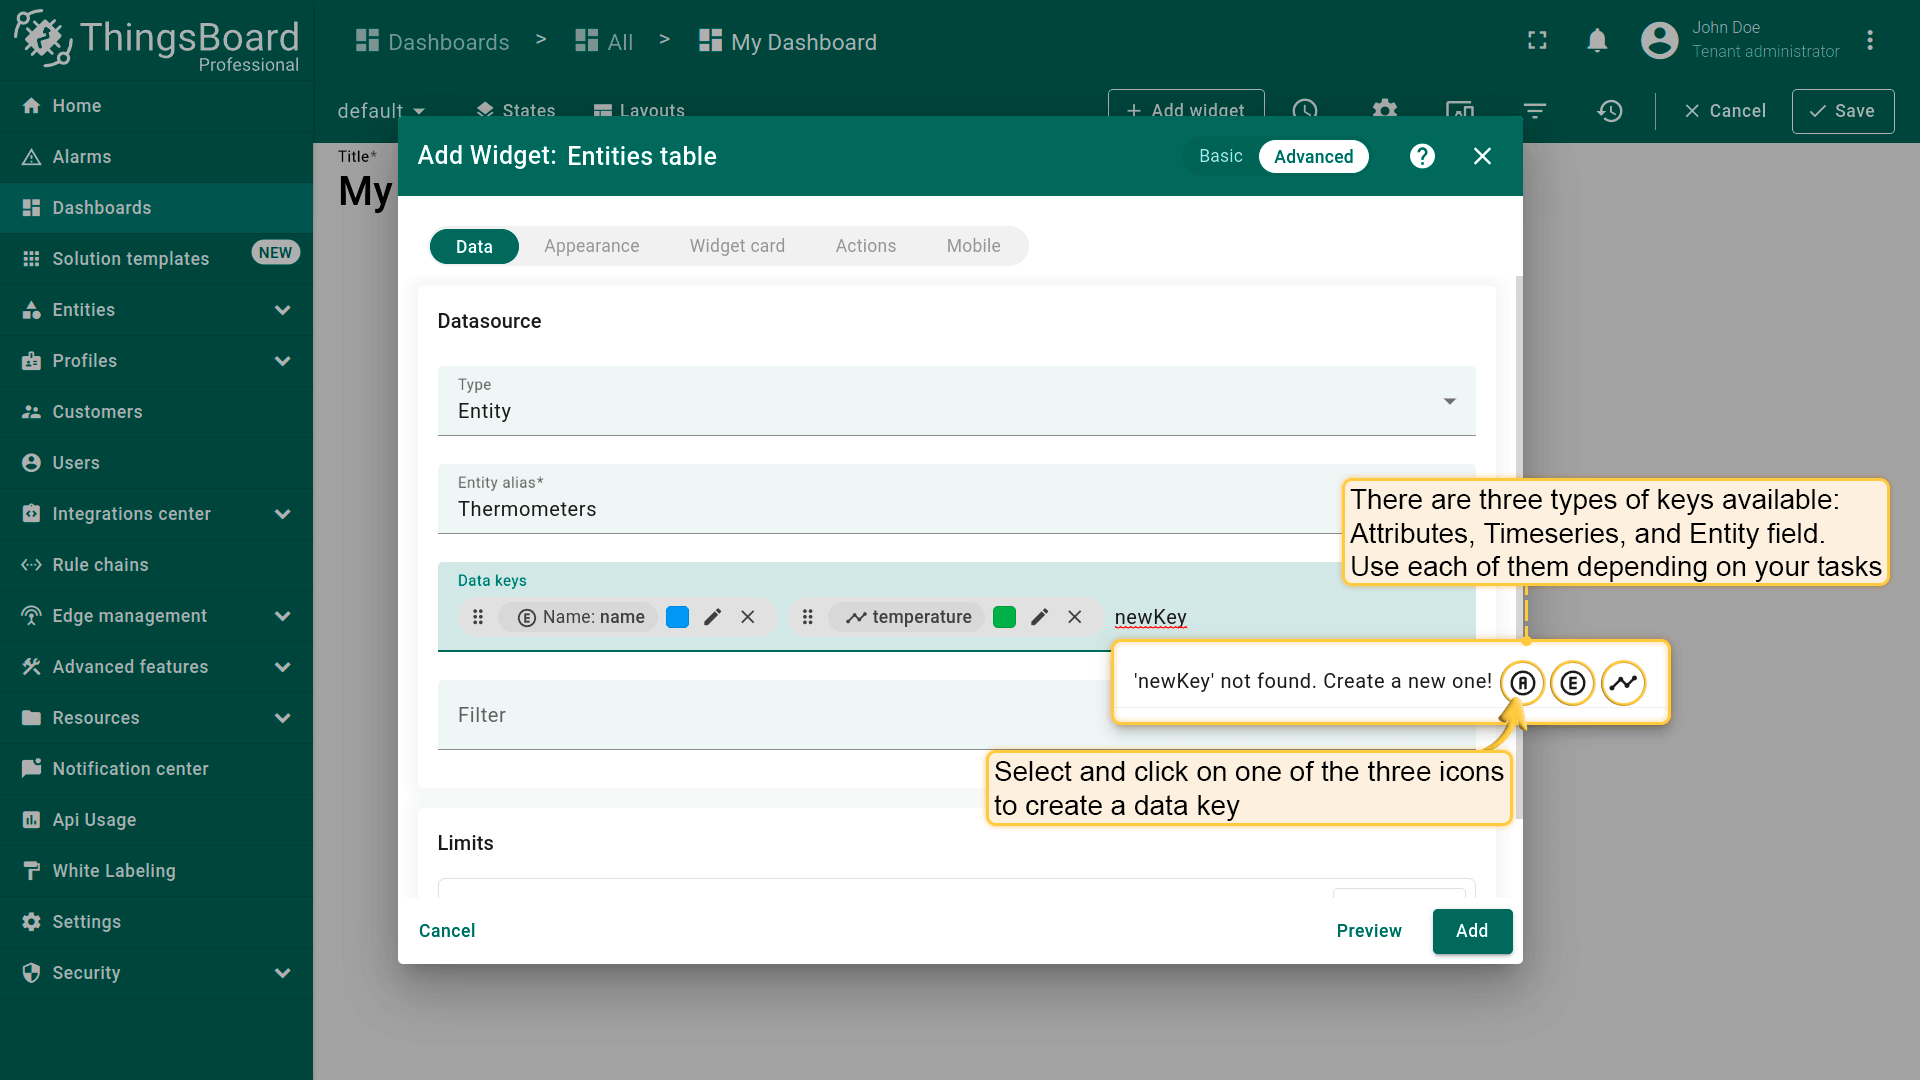 ThingsBoard
Professional
Dashboards > All > My Dashboard
John Doe
Tenant administrator
Home
Alarms
Dashboards
Solution templates NEW
Entities
Profiles
Customers
Users
Integrations center
Rule chains
Edge management
Advanced features
Resources
Notification center
Api Usage
White Labeling
Settings
Security
default States Layouts + Add widget Cancel Save
Title*
My
Add Widget: Entities table
Basic Advanced ?
Data Appearance Widget card Actions Mobile
Datasource
Type
Entity
Entity alias*
Thermometers
There are three types of keys available:
Attributes, Timeseries, and Entity field.
Use each of them depending on your tasks
Data keys
E Name: name temperature newKey
'newKey' not found. Create a new one! A E
Filter
Select and click on one of the three icons
to create a data key
Limits
Cancel Preview Add